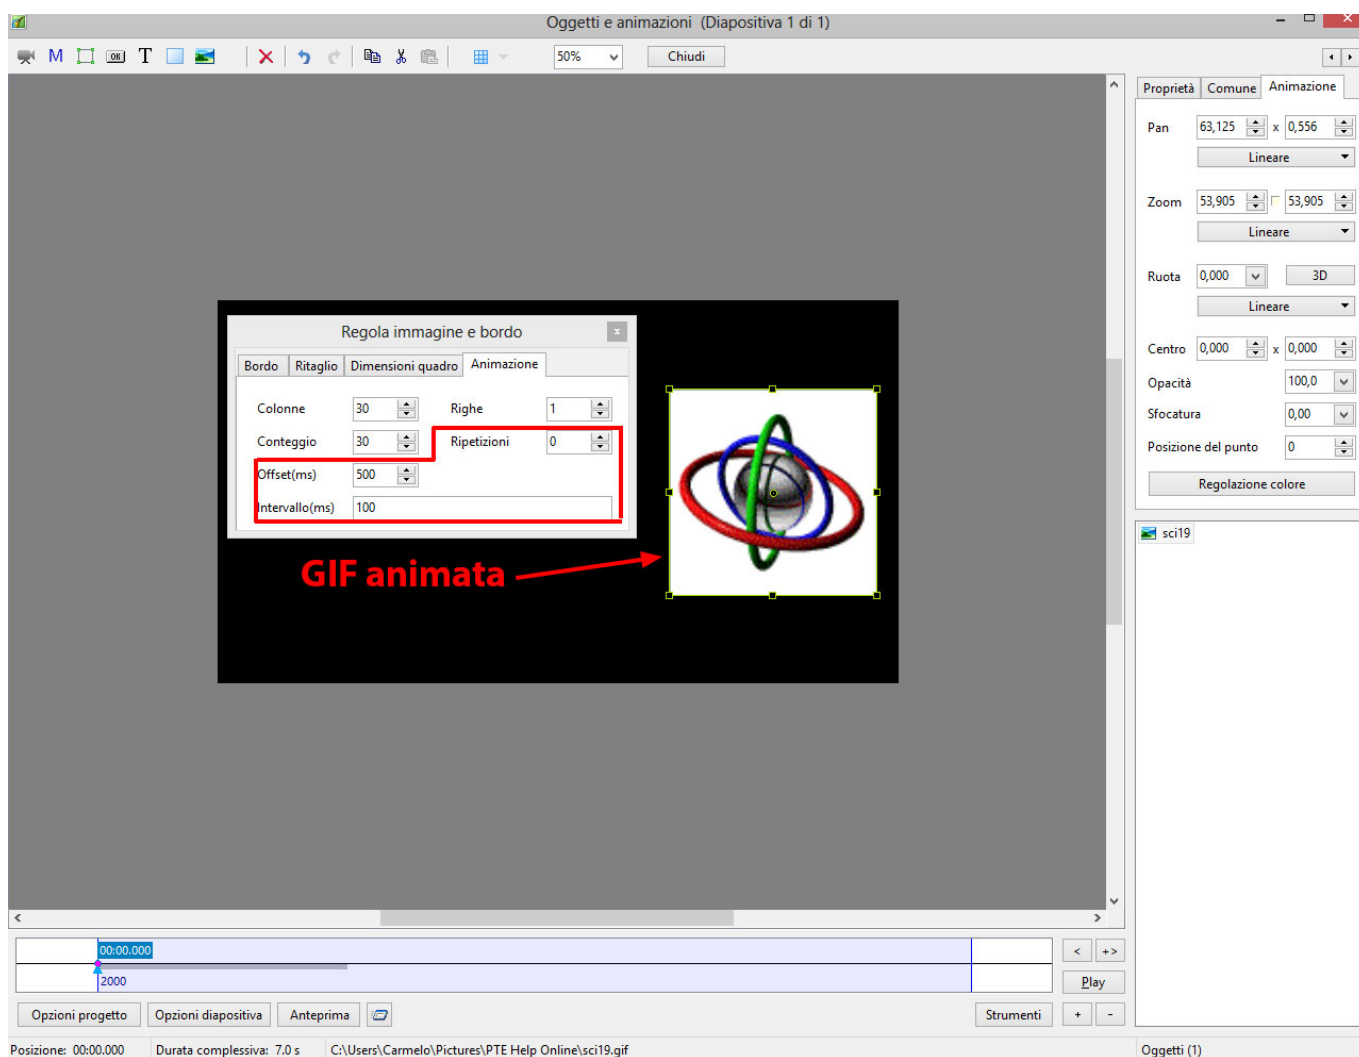 Oggetti e animazioni (Diapositiva 1 di 1)
M OK T 50% Chiudi
Proprietà Comune Animazione
Pan 63,125 x 0,556
Lineare
Zoom 53,905 53,905
Lineare
Ruota 0,000 3D
Lineare
Centro 0,000 x 0,000
Opacità 100,0
Sfocatura 0,00
Posizione del punto 0
Regolazione colore
sci19
Regola immagine e bordo x
Bordo Ritaglio Dimensioni quadro Animazione
Colonne 30 Righe 1
Conteggio 30 Ripetizioni 0
Offset(ms) 500
Intervallo(ms) 100
GIF animata
00:00.000
2000
< +>
Play
Opzioni progetto Opzioni diapositiva Anteprima Strumenti + -
Posizione: 00:00.000 Durata complessiva: 7.0 s C:\Users\Carmelo\Pictures\PTE Help Online\sci19.gif Oggetti (1)